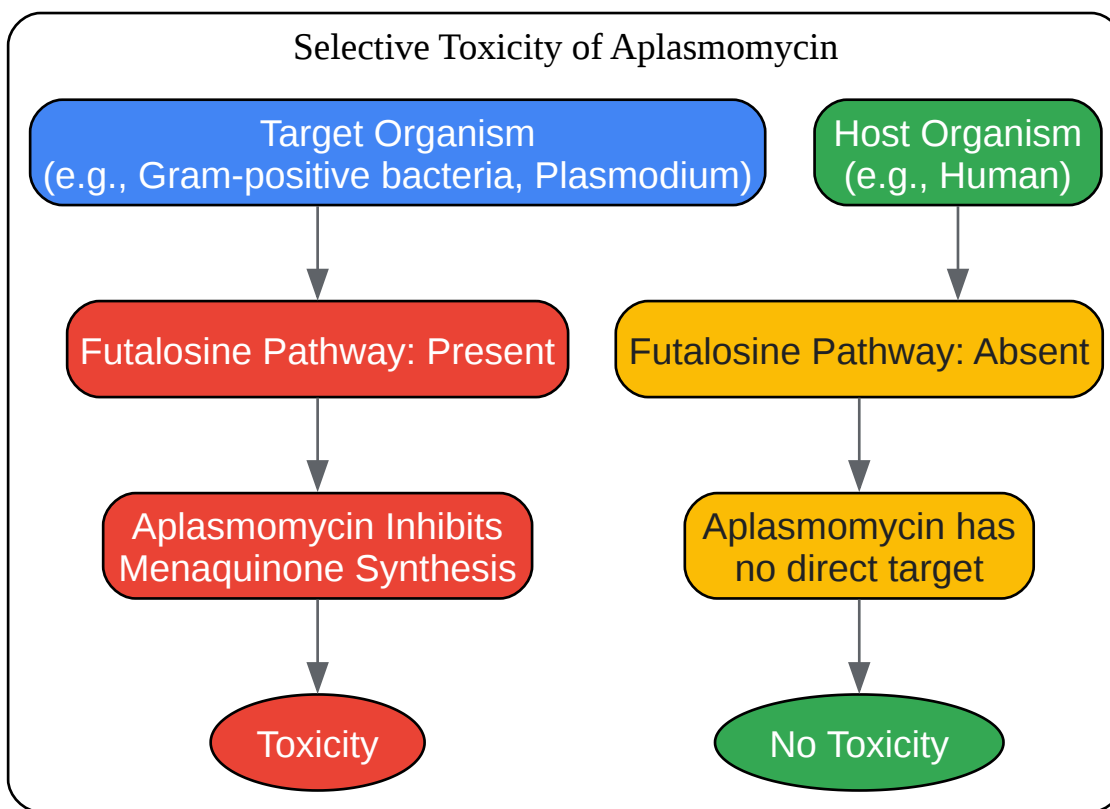 Selective Toxicity of Aplasmomycin
Target Organism
(e.g., Gram-positive bacteria, Plasmodium)
Host Organism
(e.g., Human)
Futalosine Pathway: Present
Futalosine Pathway: Absent
Aplasmomycin Inhibits
Menaquinone Synthesis
Aplasmomycin has
no direct target
Toxicity
No Toxicity